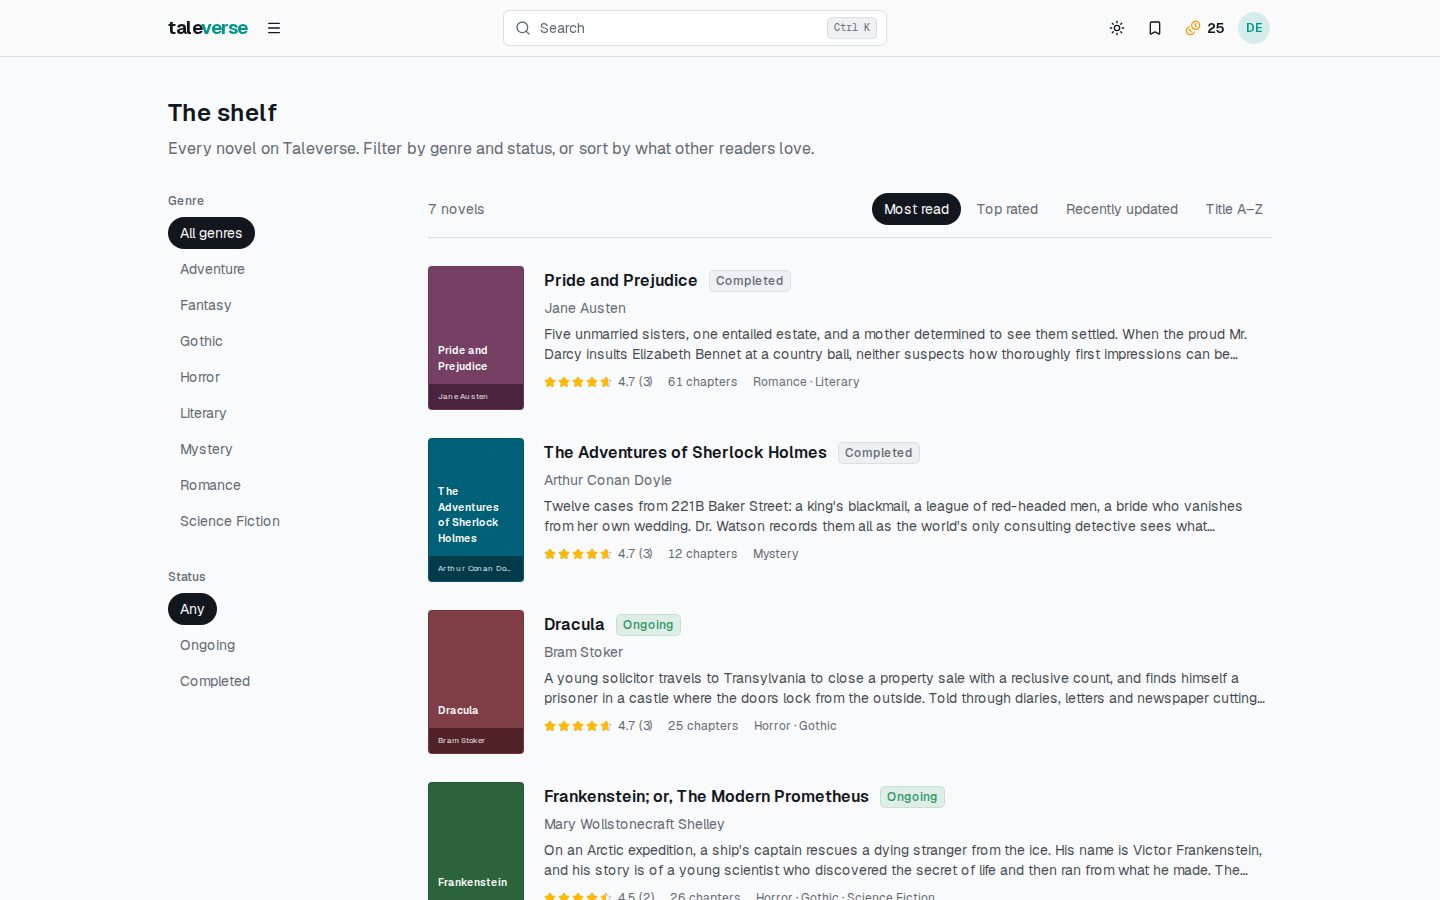 taleverse
Search
Ctrl K
25
DE
The shelf
Every novel on Taleverse. Filter by genre and status, or sort by what other readers love.
Genre
All genres
Adventure
Fantasy
Gothic
Horror
Literary
Mystery
Romance
Science Fiction
Status
Any
Ongoing
Completed
7 novels
Most read
Top rated
Recently updated
Title A–Z
Pride and
Prejudice
Jane Austen
Pride and Prejudice
Completed
Jane Austen
Five unmarried sisters, one entailed estate, and a mother determined to see them settled. When the proud Mr.
Darcy insults Elizabeth Bennet at a country ball, neither suspects how thoroughly first impressions can be…
4.7 (3)
61 chapters
Romance · Literary
The
Adventures
of Sherlock
Holmes
Arthur Conan Do…
The Adventures of Sherlock Holmes
Completed
Arthur Conan Doyle
Twelve cases from 221B Baker Street: a king's blackmail, a league of red-headed men, a bride who vanishes
from her own wedding. Dr. Watson records them all as the world's only consulting detective sees what…
4.7 (3)
12 chapters
Mystery
Dracula
Bram Stoker
Dracula
Ongoing
Bram Stoker
A young solicitor travels to Transylvania to close a property sale with a reclusive count, and finds himself a
prisoner in a castle where the doors lock from the outside. Told through diaries, letters and newspaper cutting…
4.7 (3)
25 chapters
Horror · Gothic
Frankenstein
Frankenstein; or, The Modern Prometheus
Ongoing
Mary Wollstonecraft Shelley
On an Arctic expedition, a ship's captain rescues a dying stranger from the ice. His name is Victor Frankenstein,
and his story is of a young scientist who discovered the secret of life and then ran from what he made. The…
4.5 (2)
26 chapters
Horror · Gothic · Science Fiction